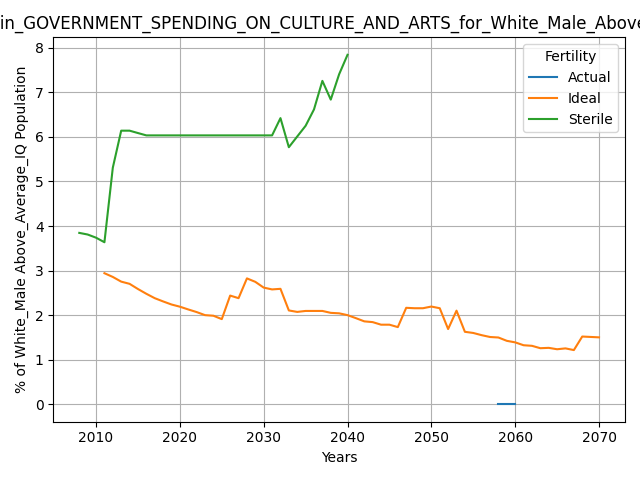 in_GOVERNMENT_SPENDING_ON_CULTURE_AND_ARTS_for_White_Male_Above
Fertility
Actual
Ideal
Sterile
% of White_Male Above_Average_IQ Population
8
7
6
5
4
3
2
1
0
2010 2020 2030 2040 2050 2060 2070
Years